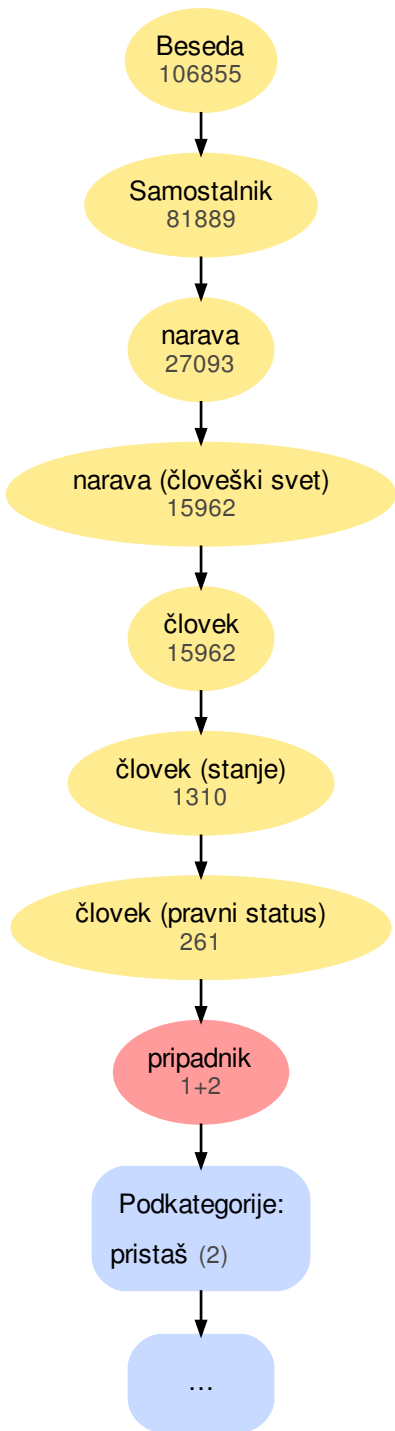 Beseda
106855
Samostalnik
81889
narava
27093
narava (človeški svet)
15962
človek
15962
človek (stanje)
1310
človek (pravni status)
261
pripadnik
1+2
Podkategorije:
pristaš (2)
...